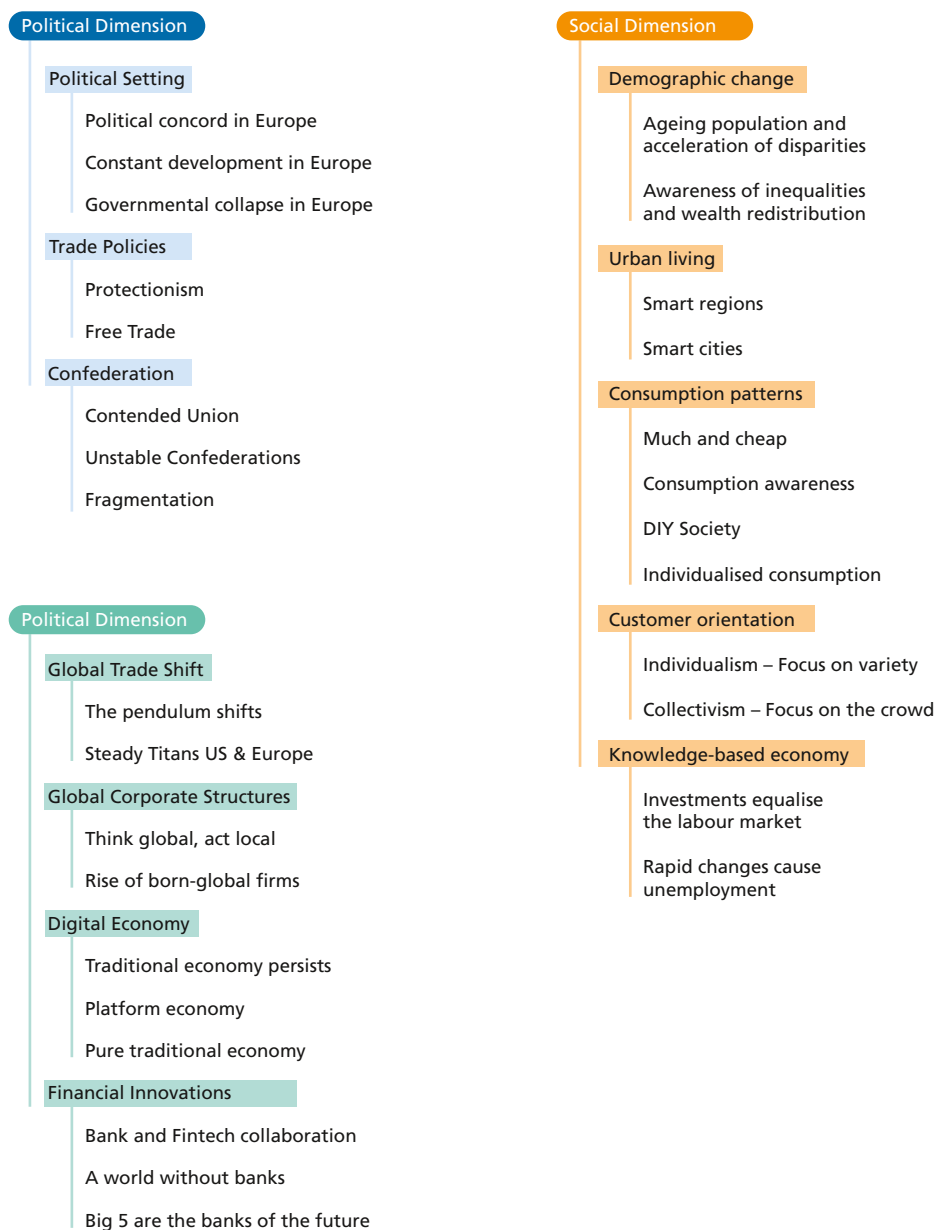 Political Dimension
Political Setting
Political concord in Europe
Constant development in Europe
Governmental collapse in Europe
Trade Policies
Protectionism
Free Trade
Confederation
Contended Union
Unstable Confederations
Fragmentation
Political Dimension
Global Trade Shift
The pendulum shifts
Steady Titans US & Europe
Global Corporate Structures
Think global, act local
Rise of born-global firms
Digital Economy
Traditional economy persists
Platform economy
Pure traditional economy
Financial Innovations
Bank and Fintech collaboration
A world without banks
Big 5 are the banks of the future
Social Dimension
Demographic change
Ageing population and
acceleration of disparities
Awareness of inequalities
and wealth redistribution
Urban living
Smart regions
Smart cities
Consumption patterns
Much and cheap
Consumption awareness
DIY Society
Individualised consumption
Customer orientation
Individualism – Focus on variety
Collectivism – Focus on the crowd
Knowledge-based economy
Investments equalise
the labour market
Rapid changes cause
unemployment